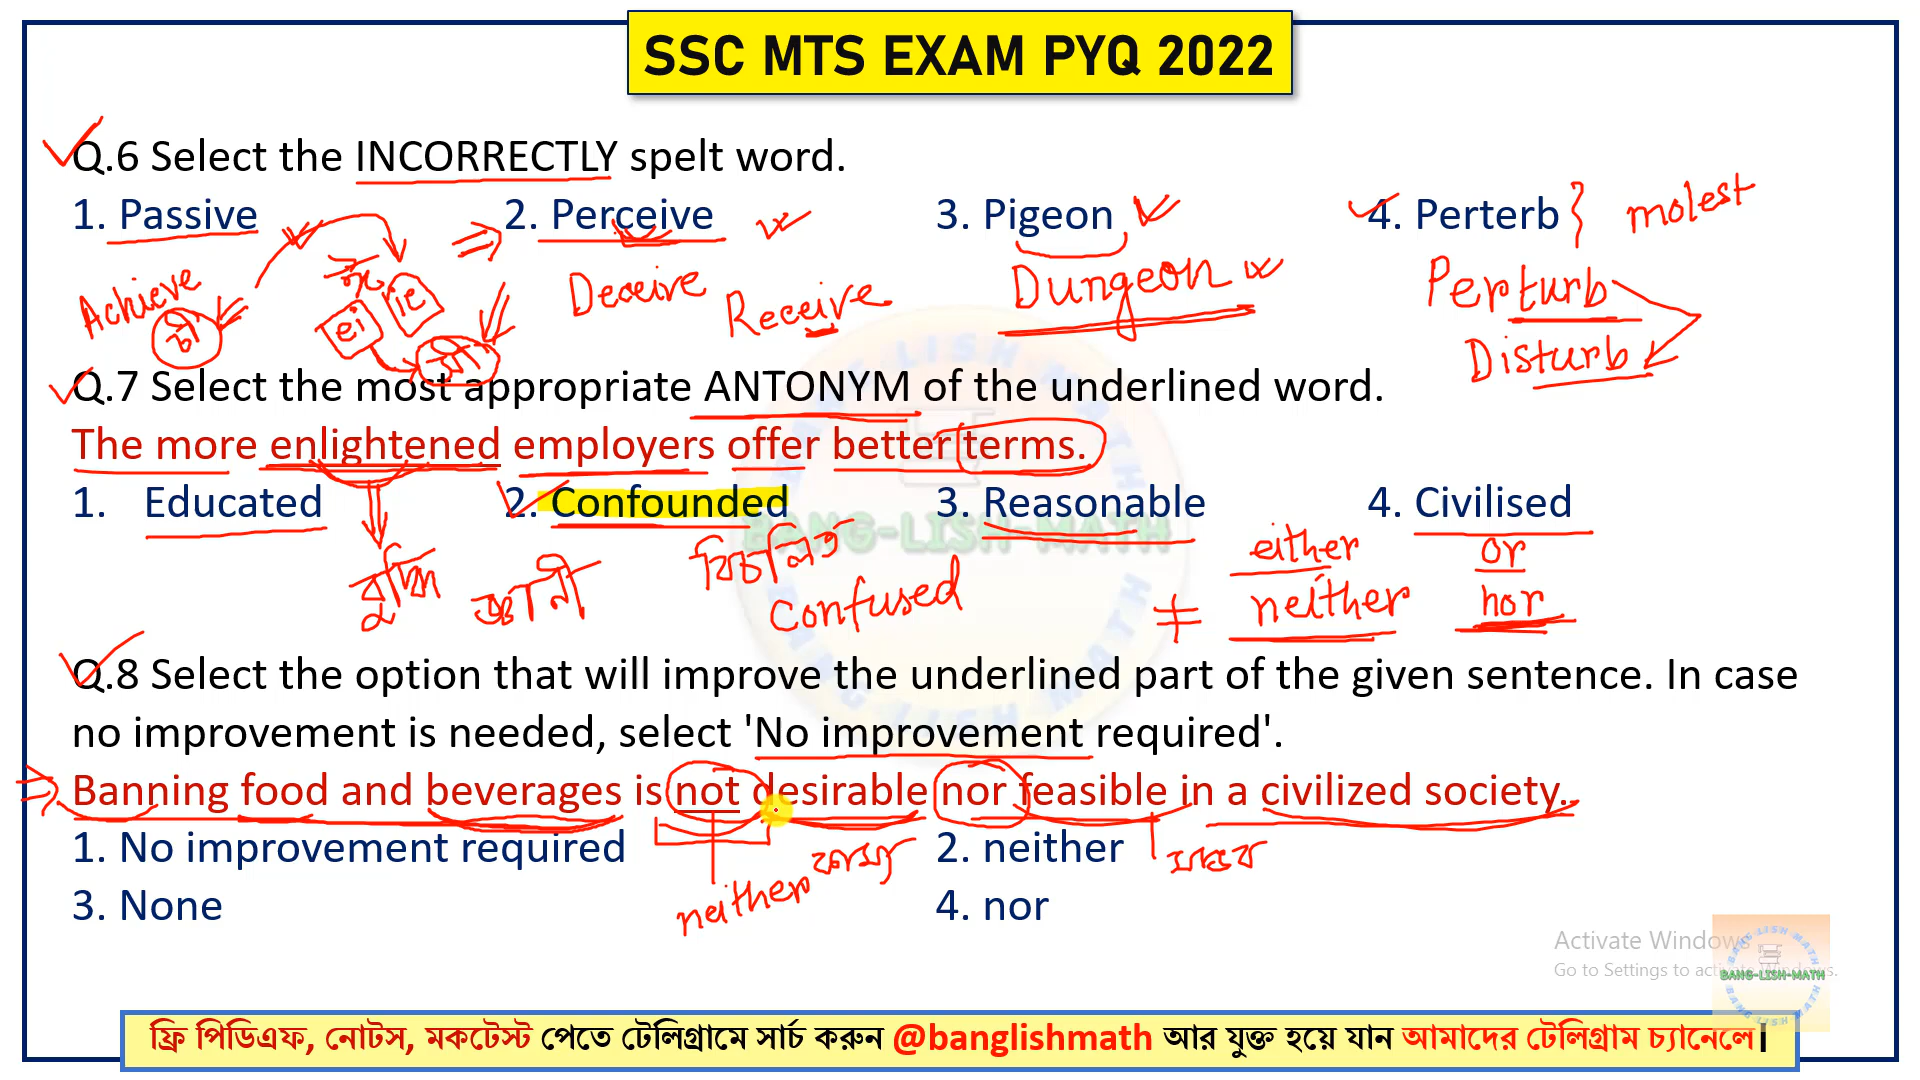 SSC MTS EXAM PYQ 2022
Q.6 Select the INCORRECTLY spelt word.
1. Passive 2. Perceive 3. Pigeon 4. Perterb molest
Achieve ei ie Deceive Receive Dungeon Perturb
Disturb
Q.7 Select the most appropriate ANTONYM of the underlined word.
The more enlightened employers offer better terms.
1. Educated 2. Confounded 3. Reasonable 4. Civilised
either or
বিচলিত
জ্ঞানী confused neither nor
Q.8 Select the option that will improve the underlined part of the given sentence. In case
no improvement is needed, select 'No improvement required'.
Banning food and beverages is not desirable nor feasible in a civilized society..
1. No improvement required 2. neither
neither
3. None 4. nor
Activate Windows
Go to Settings to activate Windows.
BANG-LISH-MATH
ফ্রি পিডিএফ, নোটস, মকটেস্ট পেতে টেলিগ্রামে সার্চ করুন @banglishmath আর যুক্ত হয়ে যান আমাদের টেলিগ্রাম চ্যানেলে।